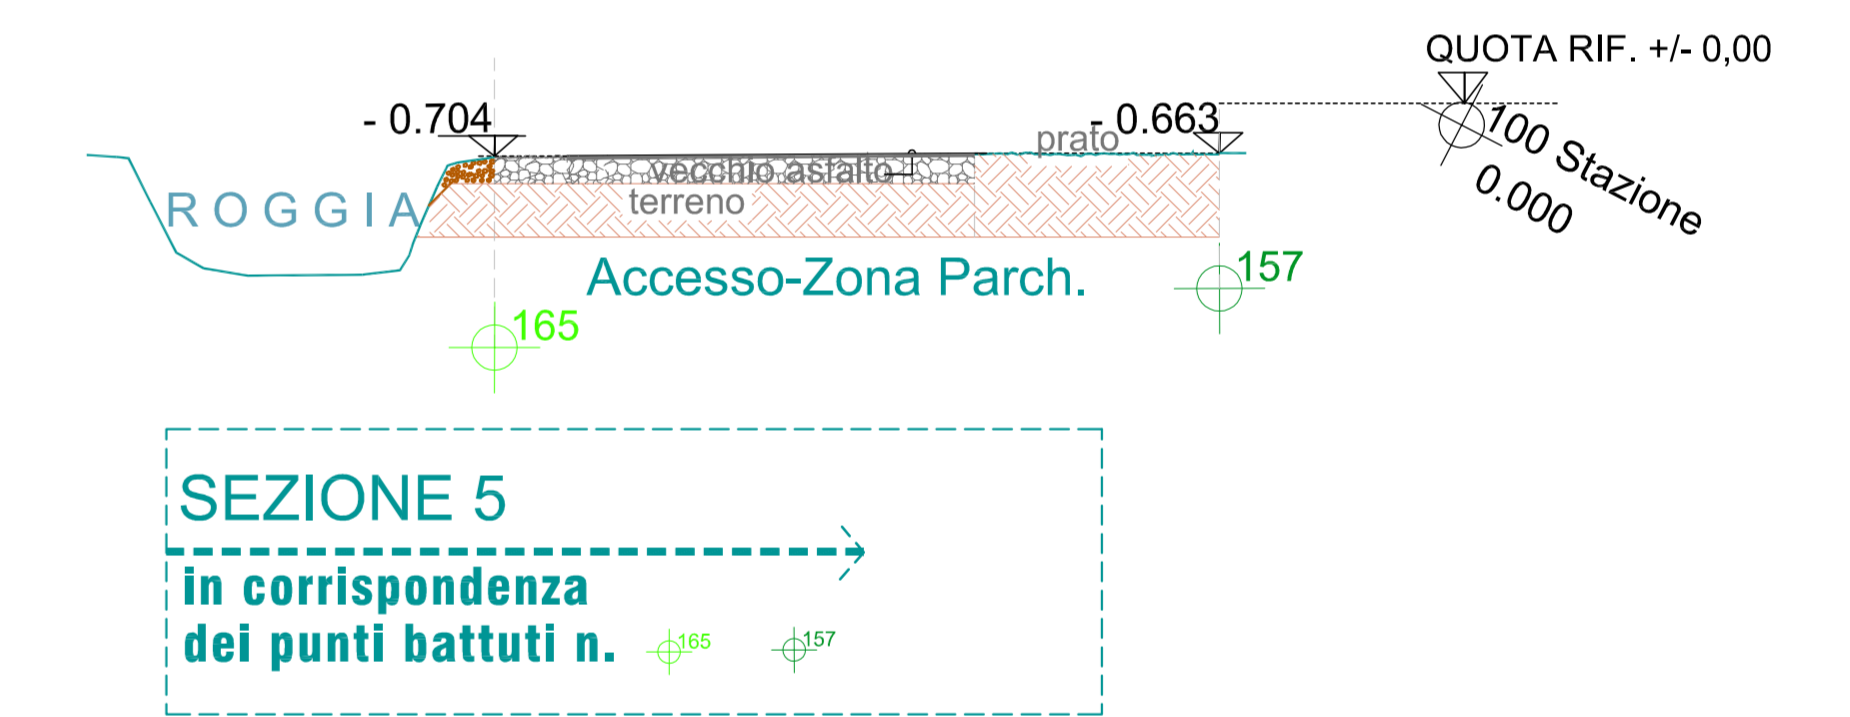 QUOTA RIF. +/- 0,00
- 0.704
- 0.663
prato
100 Stazione
0.000
vecchio asfalto
terreno
ROGGIA
Accesso-Zona Parch.
157
165
SEZIONE 5
in corrispondenza
dei punti battuti n. 165 157